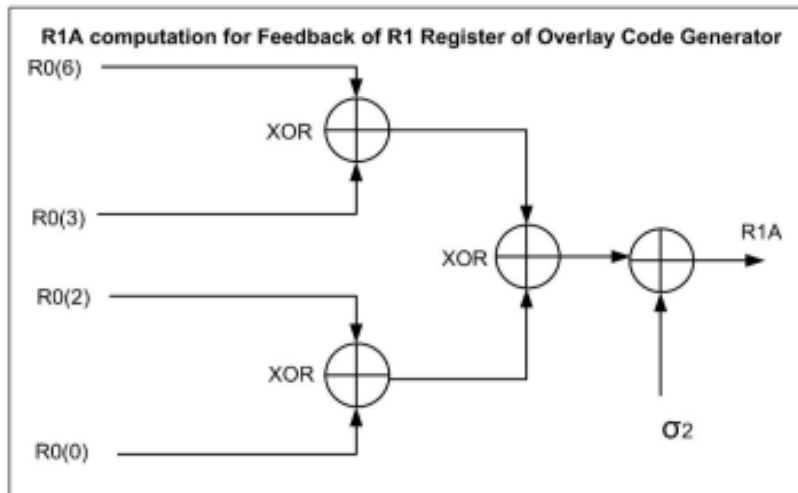 R1A computation for Feedback of R1 Register of Overlay Code Generator
R0(6)
XOR
R0(3)
R1A
XOR
R0(2)
XOR
σ2
R0(0)